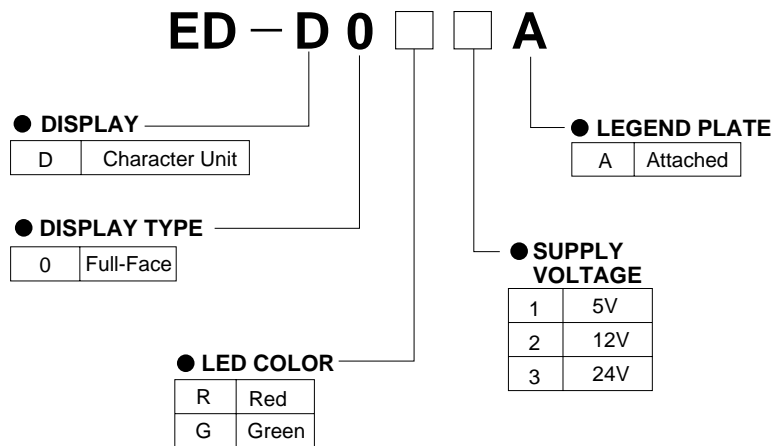 ED – D 0 □ □ A
● DISPLAY
D Character Unit
● LEGEND PLATE
A Attached
● DISPLAY TYPE
0 Full-Face
● SUPPLY
VOLTAGE
1 5V
2 12V
3 24V
● LED COLOR
R Red
G Green